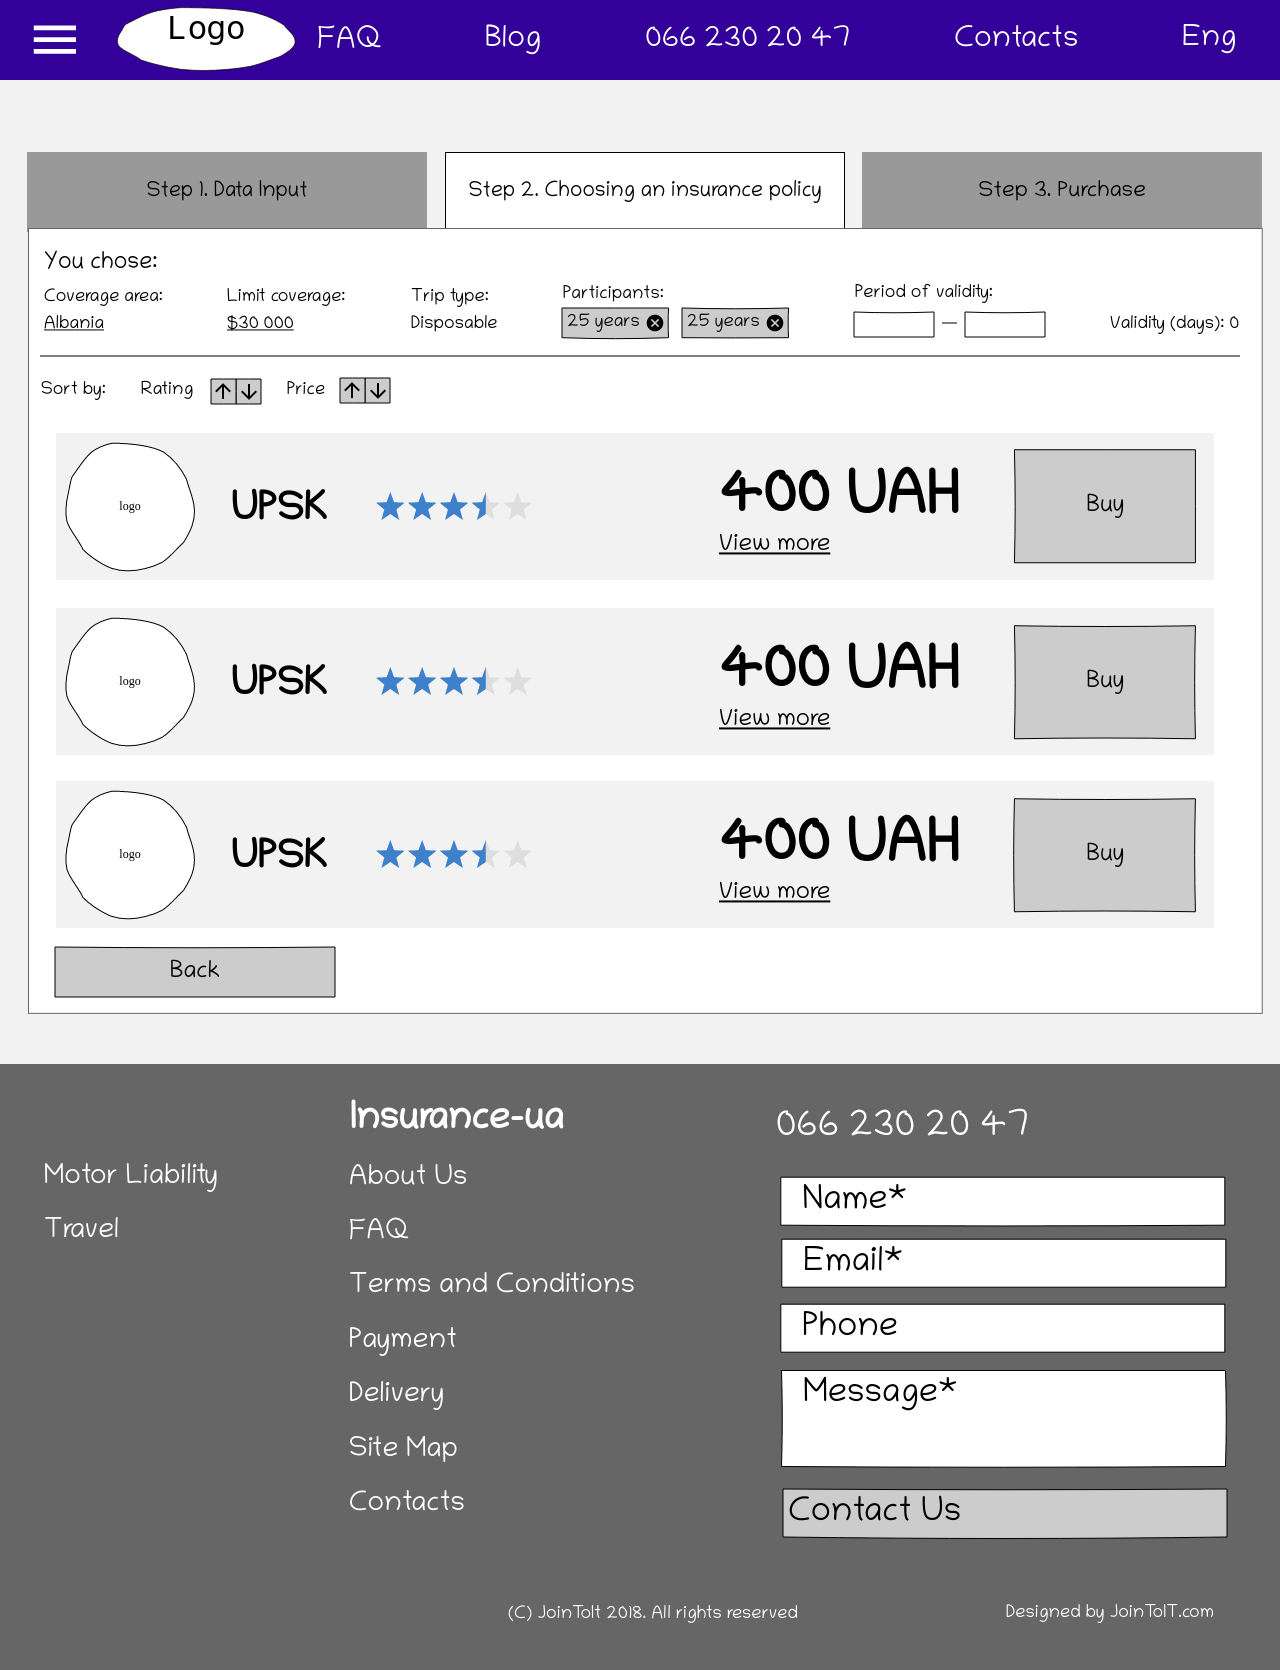 Logo
FAQ
Blog
066 230 20 47
Contacts
Eng
Step 1. Data Input
Step 2. Choosing an insurance policy
Step 3. Purchase
You chose:
Coverage area:
Albania
Limit coverage:
$30 000
Trip type:
Disposable
Participants:
25 years
25 years
Period of validity:
—
Validity (days): 0
Sort by:
Rating
Price
logo
UPSK
400 UAH
View more
Buy
logo
UPSK
400 UAH
View more
Buy
logo
UPSK
400 UAH
View more
Buy
Back
Motor Liability
Travel
Insurance-ua
About Us
FAQ
Terms and Conditions
Payment
Delivery
Site Map
Contacts
066 230 20 47
Name*
Email*
Phone
Message*
Contact Us
(C) JoinToIt 2018. All rights reserved
Designed by JoinToIT.com